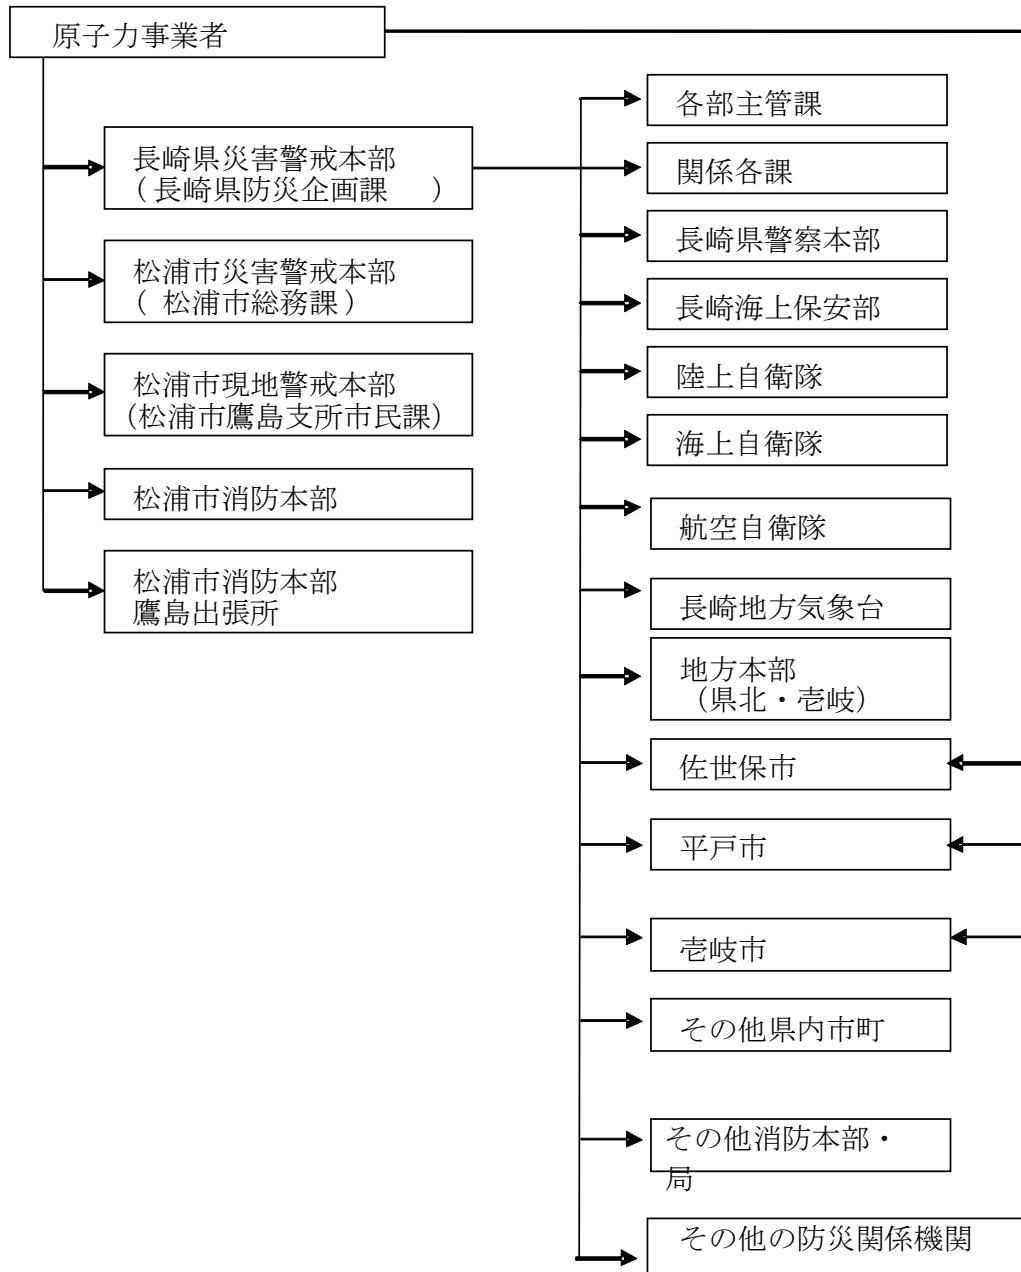 原子力事業者
長崎県災害警戒本部
(長崎県防災企画課　　)
松浦市災害警戒本部
( 松浦市総務課)
松浦市現地警戒本部
(松浦市鷹島支所市民課)
松浦市消防本部
松浦市消防本部
鷹島出張所
各部主管課
関係各課
長崎県警察本部
長崎海上保安部
陸上自衛隊
海上自衛隊
航空自衛隊
長崎地方気象台
地方本部
(県北・壱岐)
佐世保市
平戸市
壱岐市
その他県内市町
その他消防本部・
局
その他の防災関係機関